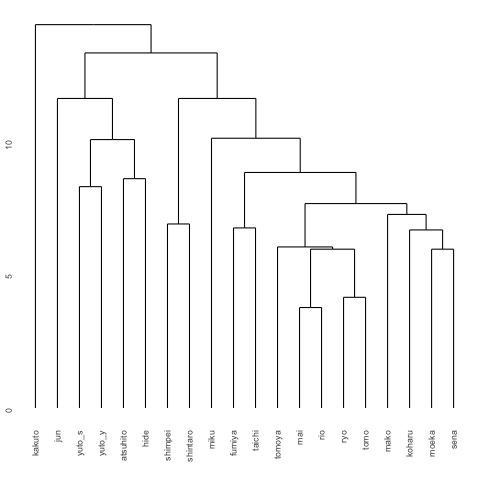 10
5
0
kakuto
jun
yuto_s
yuto_y
atsuhito
hide
shimpei
shintaro
miku
fumiya
taichi
tomoya
mai
rio
ryo
tomo
mako
koharu
moeka
sena